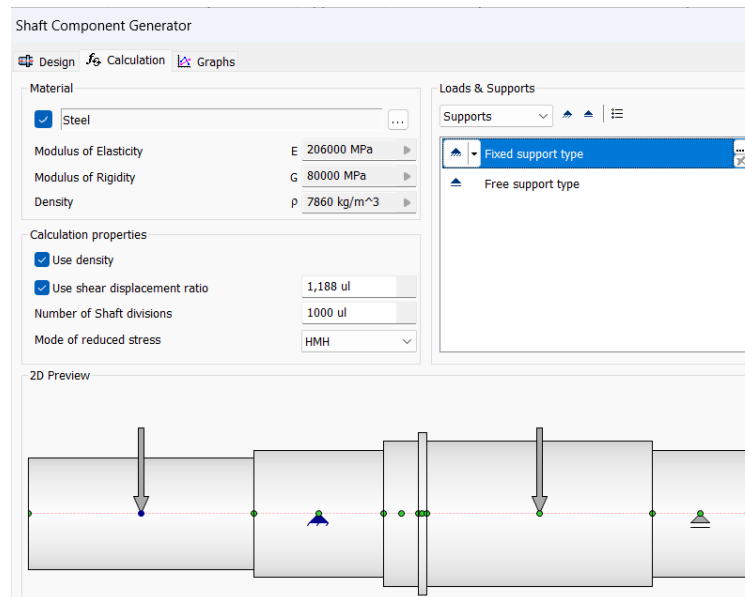 Shaft Component Generator
Design Calculation Graphs
Material
Steel ...
Modulus of Elasticity E 206000 MPa
Modulus of Rigidity G 80000 MPa
Density ρ 7860 kg/m^3
Calculation properties
Use density
Use shear displacement ratio 1,188 ul
Number of Shaft divisions 1000 ul
Mode of reduced stress HMH
Loads & Supports
Supports
Fixed support type
Free support type
2D Preview